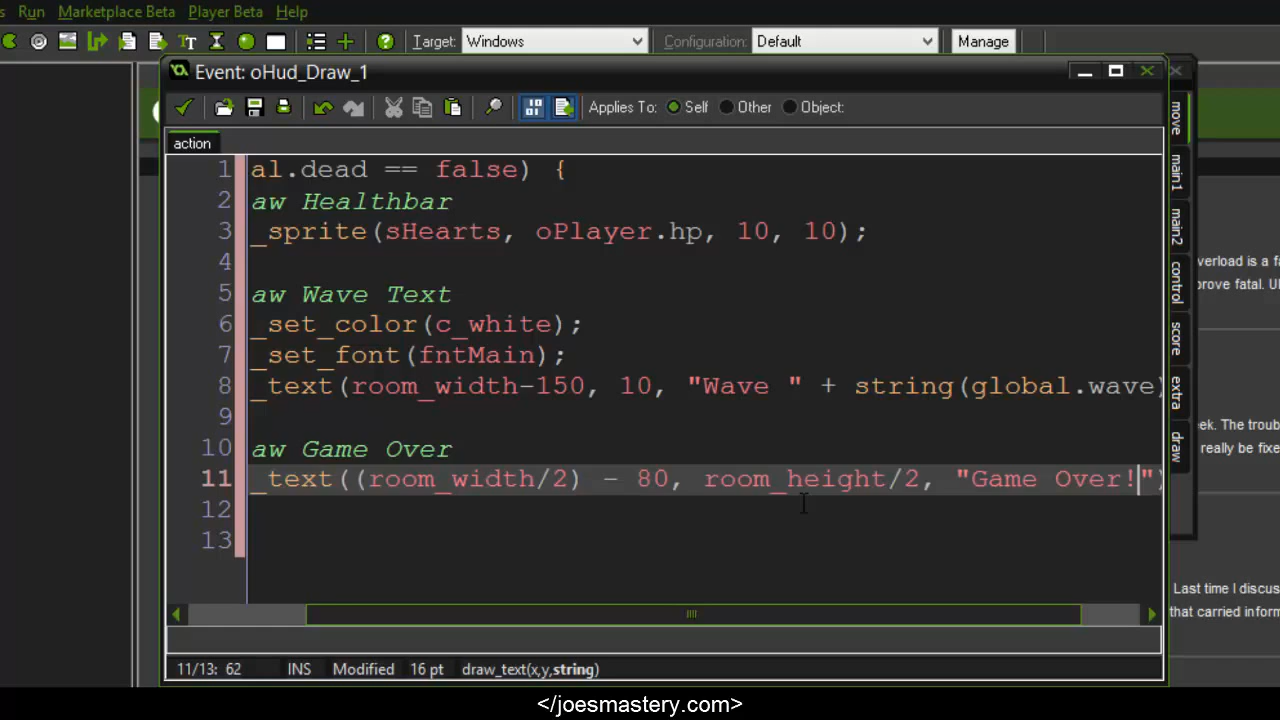 s Run Marketplace Beta Player Beta Help
Target: Windows Configuration: Default Manage
Event: oHud_Draw_1
Applies To: Self Other Object:
action
1 al.dead == false) {
2 aw Healthbar
3 _sprite(sHearts, oPlayer.hp, 10, 10);
4
5 aw Wave Text
6 _set_color(c_white);
7 _set_font(fntMain);
8 _text(room_width-150, 10, "Wave " + string(global.wave)
9
10 aw Game Over
11 _text((room_width/2) - 80, room_height/2, "Game Over!")
12
13
11/13: 62 INS Modified 16 pt draw_text(x,y,string)
move
main1
main2
control
score
extra
draw
verload is a fa
prove fatal. Ul
ek. The troub
really be fixe
Last time I discus
that carried inform
</joesmastery.com>